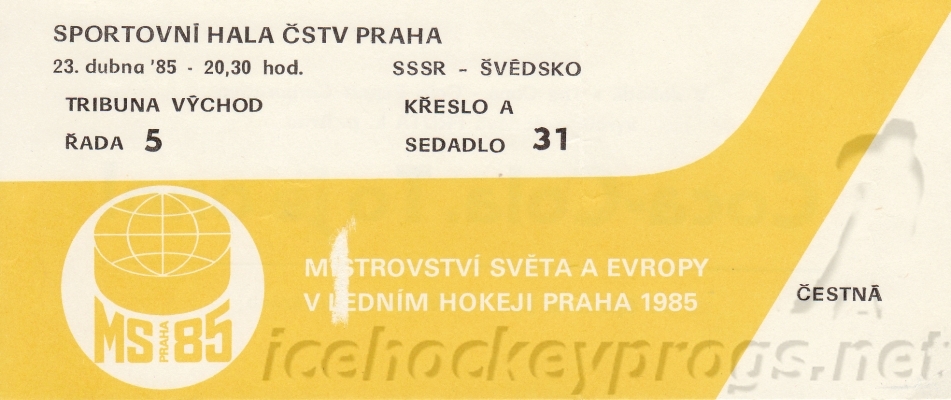 SPORTOVNÍ HALA ČSTV PRAHA
23. dubna '85 - 20,30 hod.
SSSR - ŠVÉDSKO
TRIBUNA VÝCHOD
KŘESLO A
ŘADA 5
SEDADLO 31
MISTROVSTVÍ SVĚTA A EVROPY
V LEDNÍM HOKEJI PRAHA 1985
ČESTNÁ
MS PRAHA 85
icehockeyprogs.net